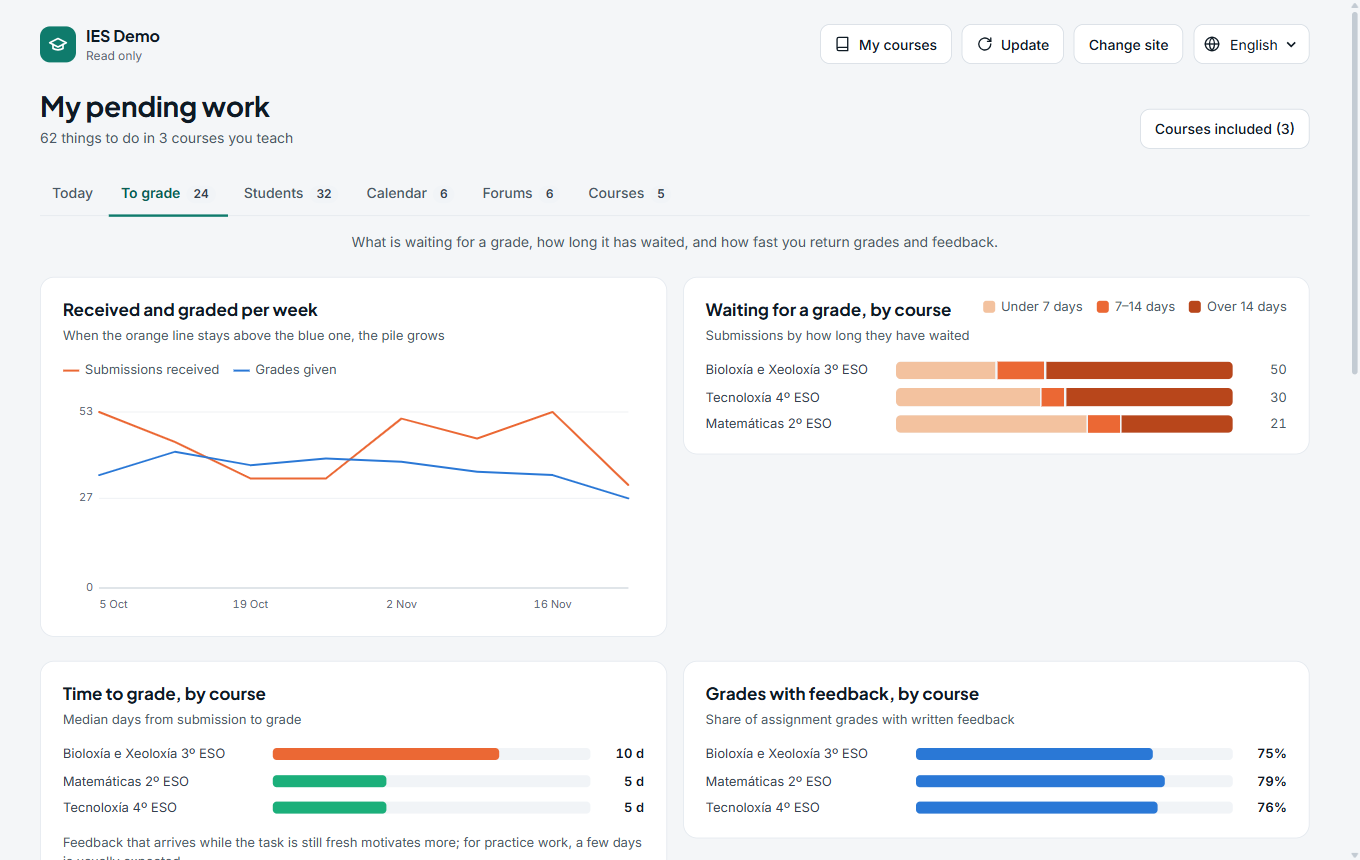 IES Demo
Read only
My courses
Update
Change site
English
My pending work
62 things to do in 3 courses you teach
Courses included (3)
Today
To grade 24
Students 32
Calendar 6
Forums 6
Courses 5
What is waiting for a grade, how long it has waited, and how fast you return grades and feedback.
Received and graded per week
When the orange line stays above the blue one, the pile grows
Submissions received
Grades given
53
27
0
5 Oct
19 Oct
2 Nov
16 Nov
Waiting for a grade, by course
Under 7 days
7–14 days
Over 14 days
Submissions by how long they have waited
Bioloxía e Xeoloxía 3º ESO 50
Tecnoloxía 4º ESO 30
Matemáticas 2º ESO 21
Time to grade, by course
Median days from submission to grade
Bioloxía e Xeoloxía 3º ESO 10 d
Matemáticas 2º ESO 5 d
Tecnoloxía 4º ESO 5 d
Feedback that arrives while the task is still fresh motivates more; for practice work, a few days
is usually expected
Grades with feedback, by course
Share of assignment grades with written feedback
Bioloxía e Xeoloxía 3º ESO 75%
Matemáticas 2º ESO 79%
Tecnoloxía 4º ESO 76%